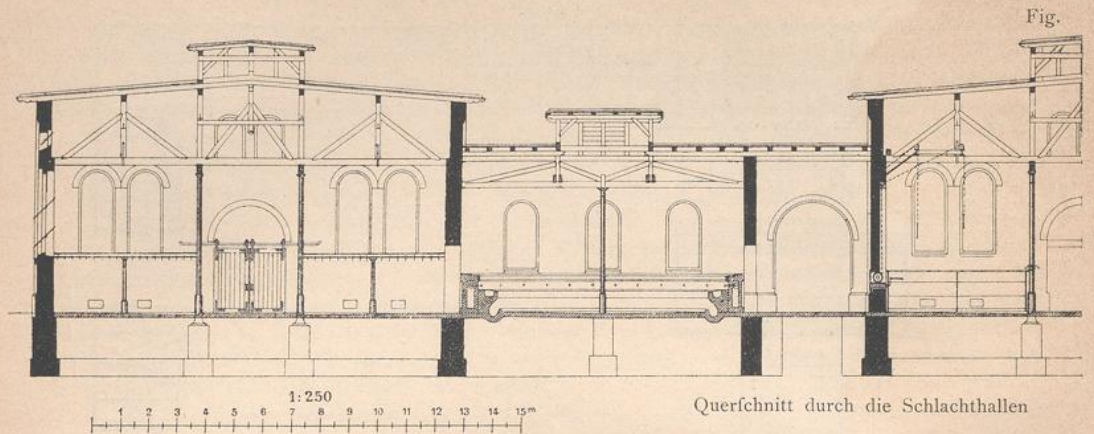 Fig.
1:250
1 2 3 4 5 6 7 8 9 10 11 12 13 14 15ᵐ
Querſchnitt durch die Schlachthallen